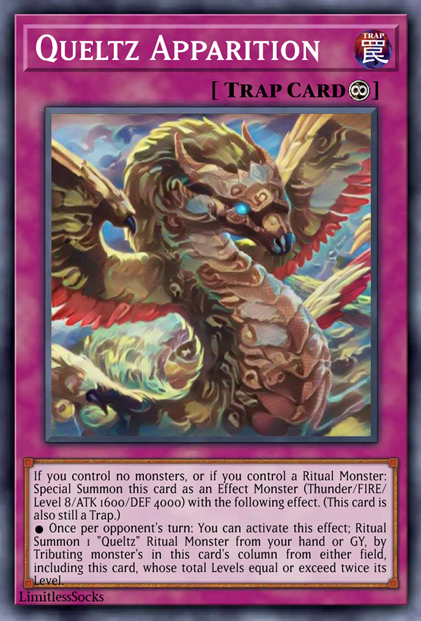 Queltz Apparition
TRAP
罠
[ Trap Card ]
If you control no monsters, or if you control a Ritual Monster:
Special Summon this card as an Effect Monster (Thunder/FIRE/
Level 8/ATK 1600/DEF 4000) with the following effect. (This card is
also still a Trap.)
● Once per opponent's turn: You can activate this effect; Ritual
Summon 1 "Queltz" Ritual Monster from your hand or GY, by
Tributing monster's in this card's column from either field,
including this card, whose total Levels equal or exceed twice its
Level.
LimitlessSocks